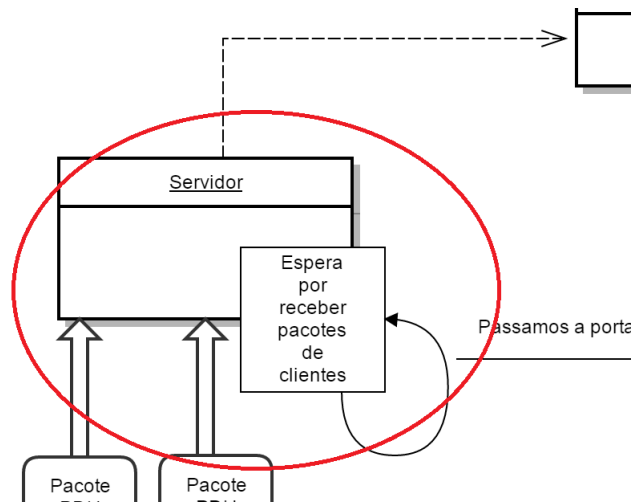 Servidor
Espera
por
receber
pacotes
de
clientes
Passamos a porta
Pacote
Pacote